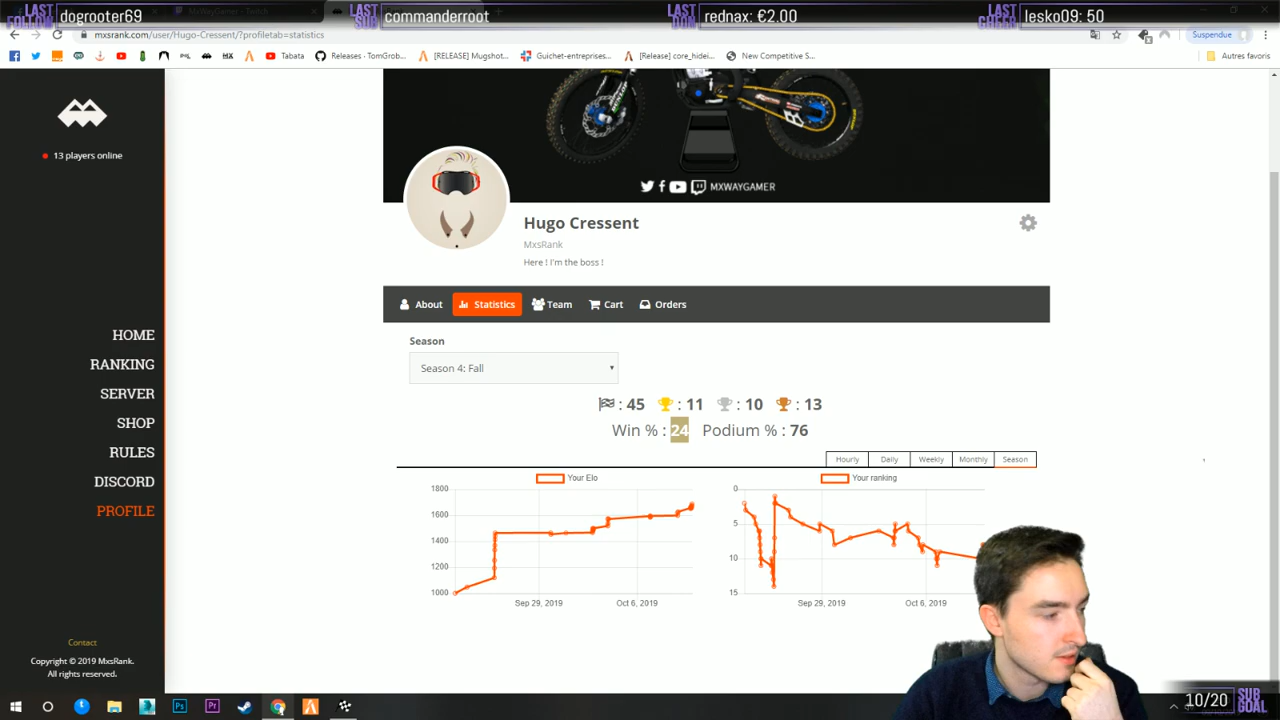 LAST FOLLOW dogrooter69
LAST SUB commanderroot
LAST DON rednax: €2.00
LAST CHEER lesko09: 50
MxWayGamer - Twitch
mxsrank.com/user/Hugo-Cressent/?profiletab=statistics
Suspendue
Tabata
Releases · TomGrob...
[RELEASE] Mugshot...
Guichet-entreprises...
[Release] core_hidei...
New Competitive S...
Autres favoris
13 players online
MXWAYGAMER
Hugo Cressent
MxsRank
Here ! I'm the boss !
About
Statistics
Team
Cart
Orders
HOME
RANKING
SERVER
SHOP
RULES
DISCORD
PROFILE
Contact
Copyright © 2019 MxsRank.
All rights reserved.
Season
Season 4: Fall
: 45 : 11 : 10 : 13
Win % : 24 Podium % : 76
Hourly Daily Weekly Monthly Season
Your Elo
1800
1600
1400
1200
1000
Sep 29, 2019 Oct 6, 2019
Your ranking
0
5
10
15
Sep 29, 2019 Oct 6, 2019
10/20
SUB GOAL